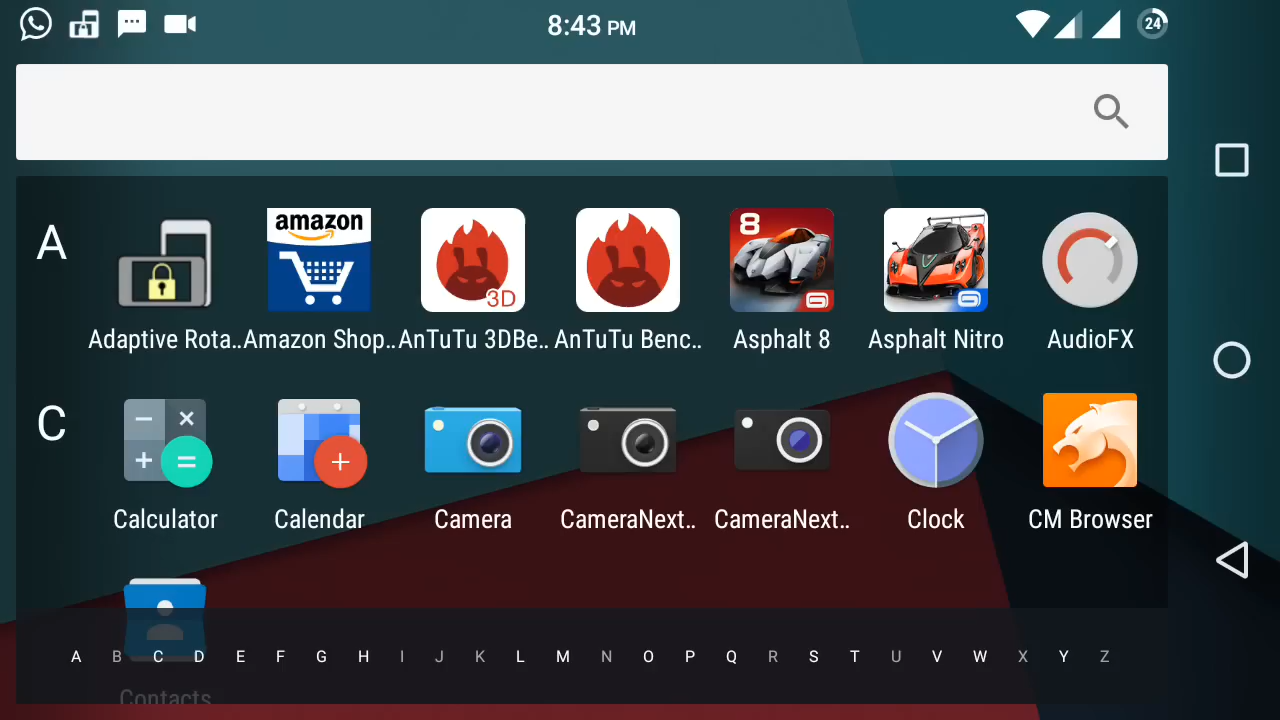 8:43 PM
24
A
amazon
3D
8
Adaptive Rota..
Amazon Shop..
AnTuTu 3DBe..
AnTuTu Benc..
Asphalt 8
Asphalt Nitro
AudioFX
C
Calculator
Calendar
Camera
CameraNext..
CameraNext..
Clock
CM Browser
A B C D E F G H I J K L M N O P Q R S T U V W X Y Z
Contacts